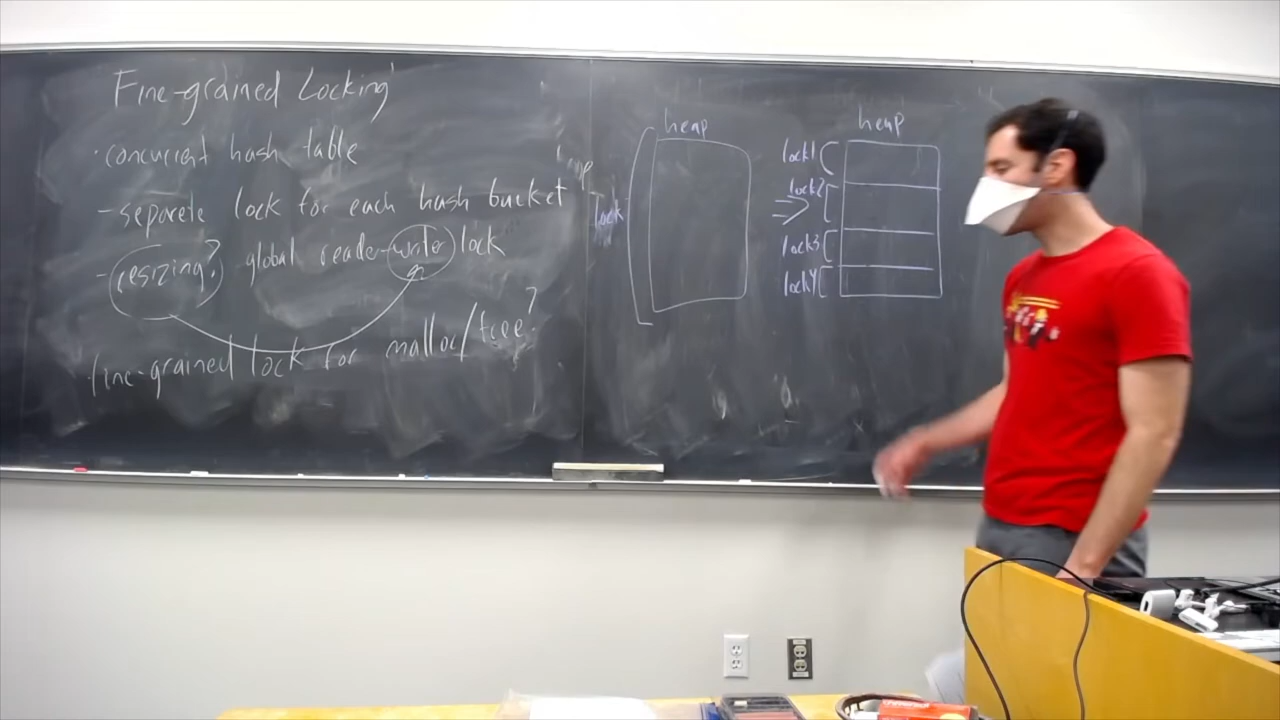 Fine-grained Locking
· concurrent hash table
- separate lock for each hash bucket
- resizing? global reader-writer lock
fine-grained lock for malloc/free?
heap
lock
heap
lock1
lock2
lock3
lock4